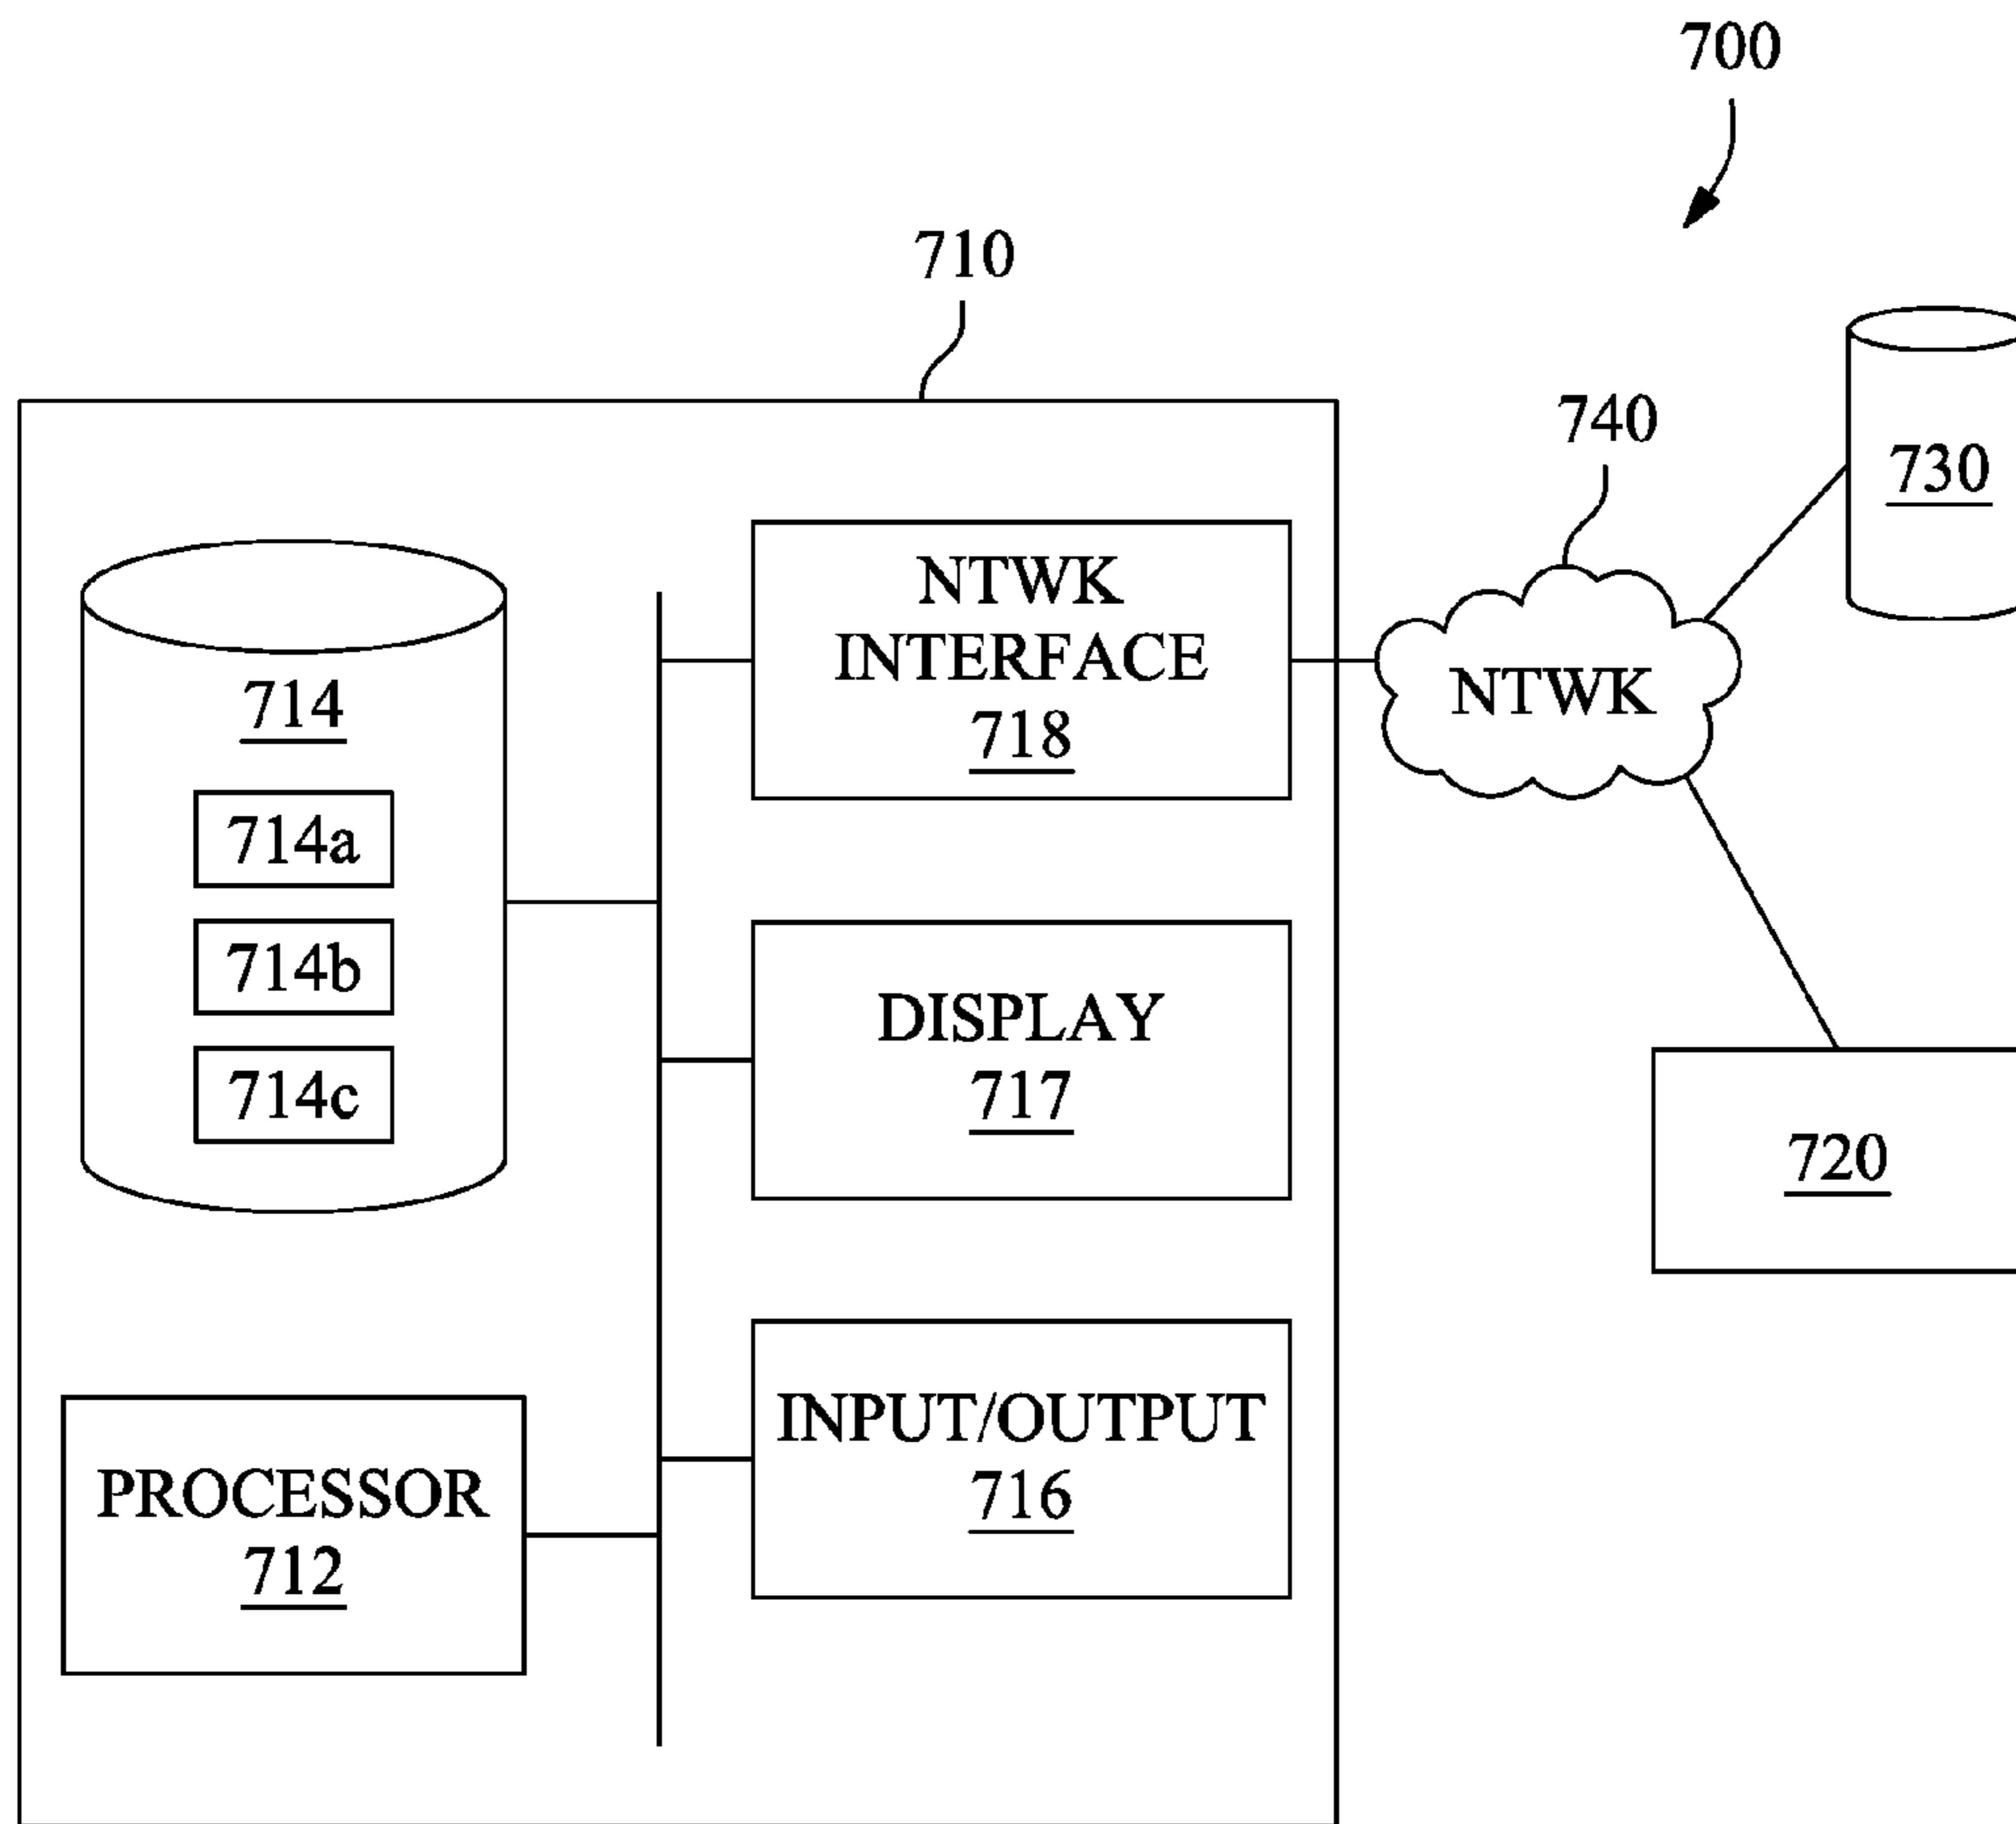 700
710
740
730
NTWK
INTERFACE
718
NTWK
714
714a
714b
714c
DISPLAY
717
720
INPUT/OUTPUT
716
PROCESSOR
712